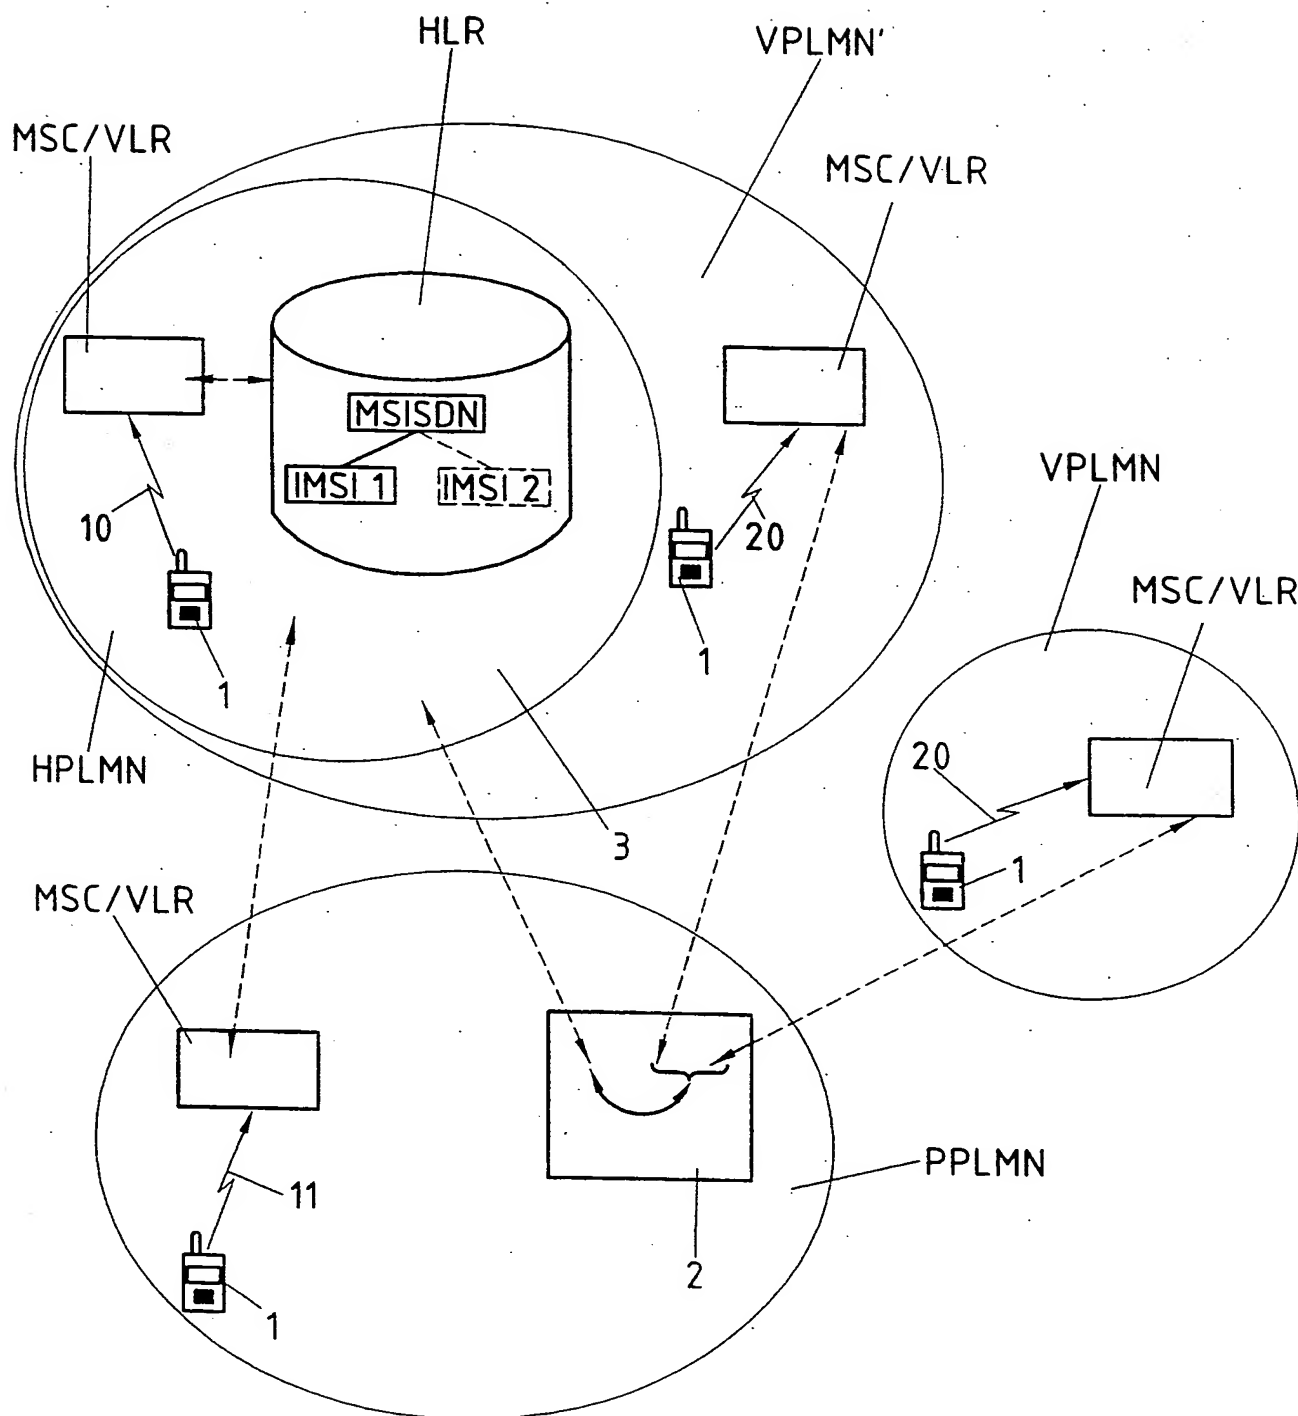 HLR
VPLMN'
MSC/VLR
MSC/VLR
MSISDN
IMSI 1
IMSI 2
VPLMN
10
20
MSC/VLR
1
1
HPLMN
20
3
1
MSC/VLR
PPLMN
11
2
1